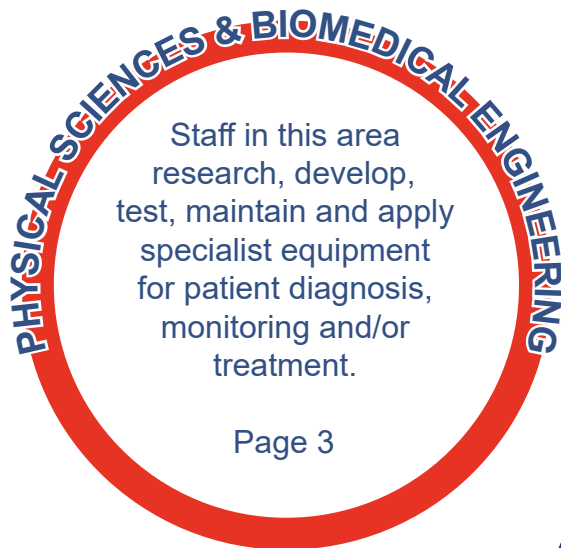 PHYSICAL SCIENCES & BIOMEDICAL ENGINEERING
Staff in this area
research, develop,
test, maintain and apply
specialist equipment
for patient diagnosis,
monitoring and/or
treatment.
Page 3